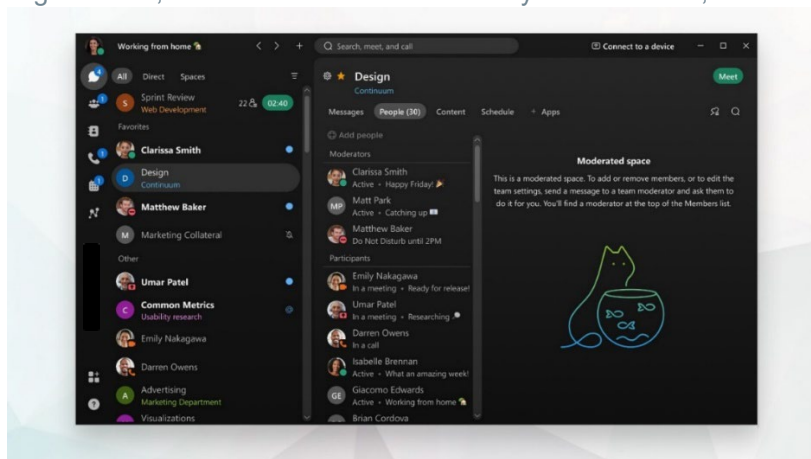 Working from home
Search, meet, and call
Connect to a device
All
Direct
Spaces
Sprint Review
Web Development
22
02:40
Favorites
Clarissa Smith
D
Design
Continuum
Matthew Baker
M
Marketing Collateral
Other
Umar Patel
C
Common Metrics
Usability research
Emily Nakagawa
Darren Owens
A
Advertising
Marketing Department
Visualizations
S
4
1
1
1
Design
Continuum
Meet
Messages
People (30)
Content
Schedule
+ Apps
Add people
Moderators
Clarissa Smith
Active • Happy Friday!
MP
Matt Park
Active • Catching up
Matthew Baker
Do Not Disturb until 2PM
Participants
Emily Nakagawa
In a meeting • Ready for release!
Umar Patel
In a meeting • Researching
Darren Owens
In a call
Isabelle Brennan
Active • What an amazing week!
GE
Giacomo Edwards
Active • Working from home
Brian Cordova
Moderated space
This is a moderated space. To add or remove members, or to edit the
team settings, send a message to a team moderator and ask them to
do it for you. You'll find a moderator at the top of the Members list.